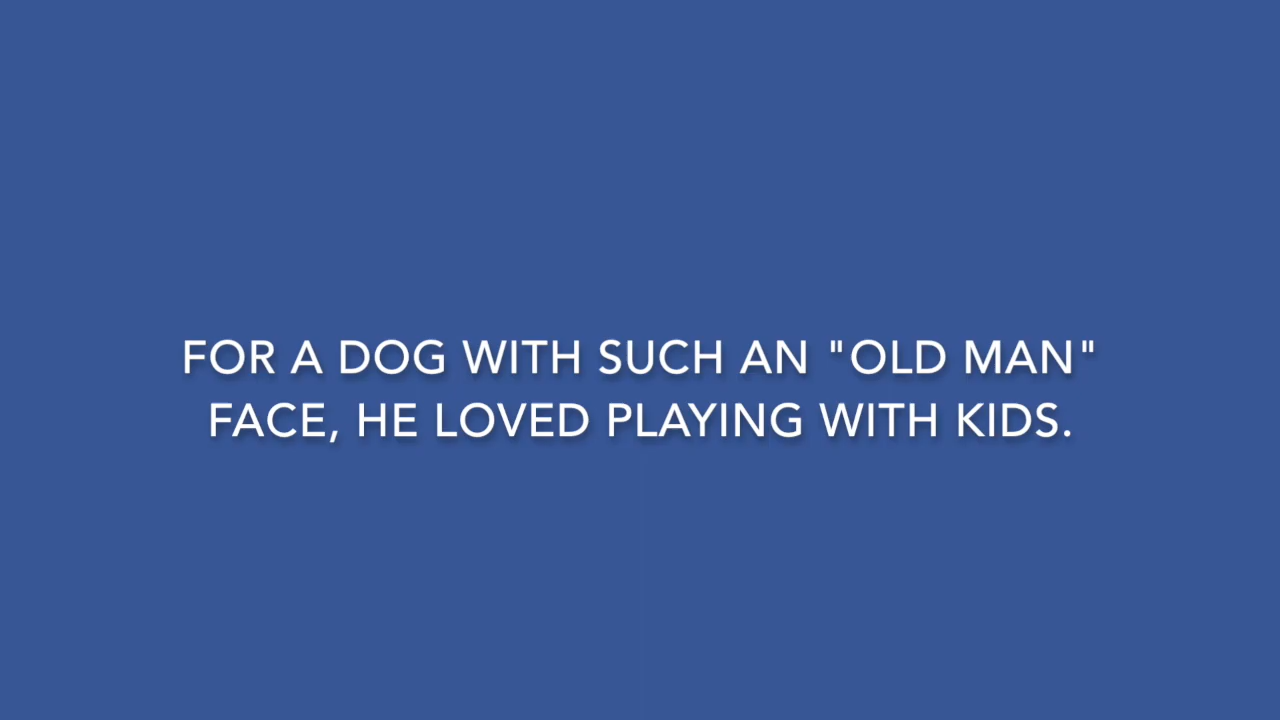 FOR A DOG WITH SUCH AN "OLD MAN"
FACE, HE LOVED PLAYING WITH KIDS.